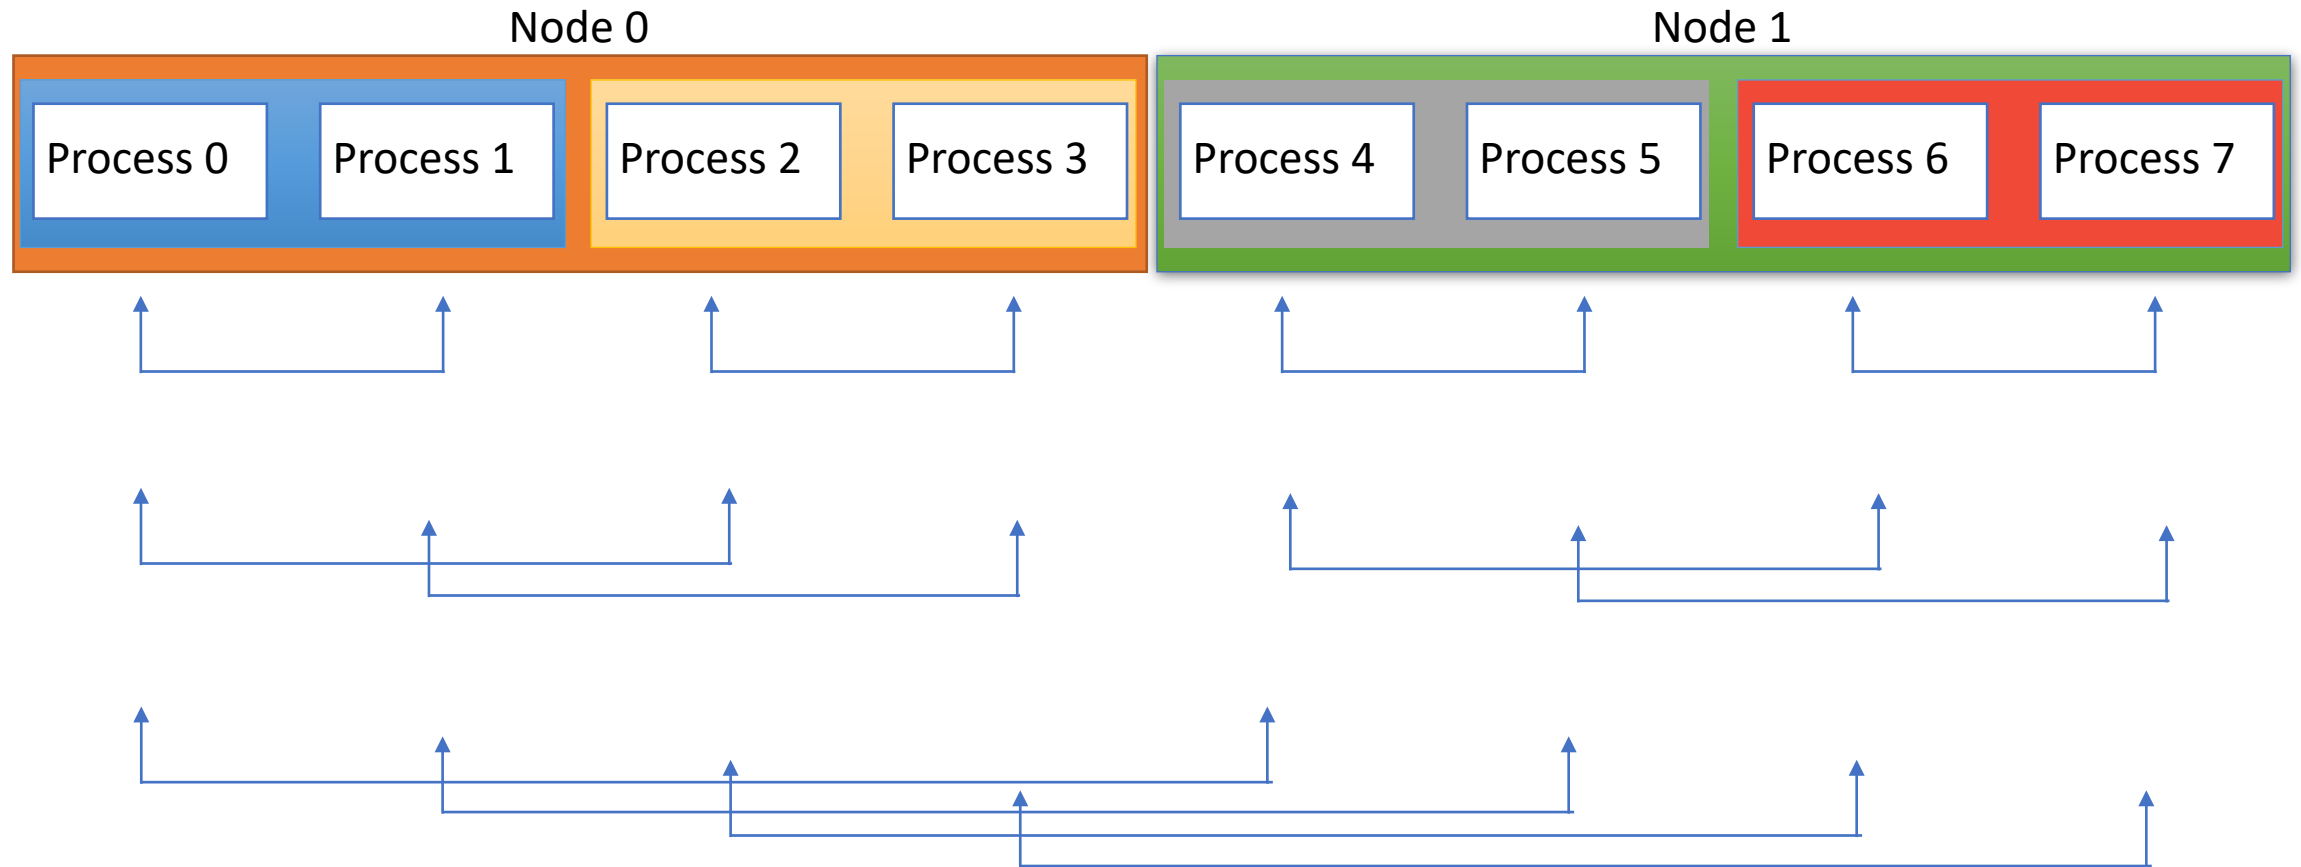 Node 0
Node 1
Process 0
Process 1
Process 2
Process 3
Process 4
Process 5
Process 6
Process 7